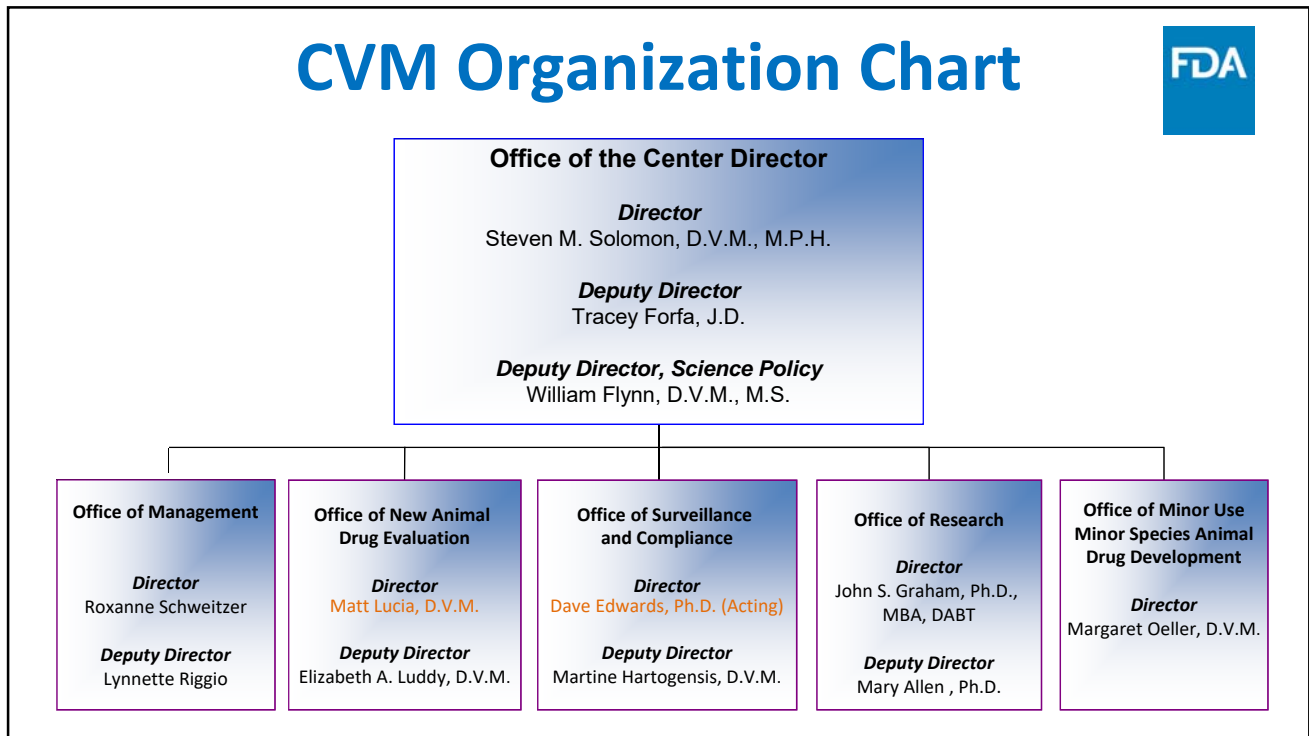 CVM Organization Chart
FDA
Office of the Center Director
Director
Steven M. Solomon, D.V.M., M.P.H.
Deputy Director
Tracey Forfa, J.D.
Deputy Director, Science Policy
William Flynn, D.V.M., M.S.
Office of Management
Director
Roxanne Schweitzer
Deputy Director
Lynnette Riggio
Office of New Animal
Drug Evaluation
Director
Matt Lucia, D.V.M.
Deputy Director
Elizabeth A. Luddy, D.V.M.
Office of Surveillance
and Compliance
Director
Dave Edwards, Ph.D. (Acting)
Deputy Director
Martine Hartogensis, D.V.M.
Office of Research
Director
John S. Graham, Ph.D.,
MBA, DABT
Deputy Director
Mary Allen , Ph.D.
Office of Minor Use
Minor Species Animal
Drug Development
Director
Margaret Oeller, D.V.M.